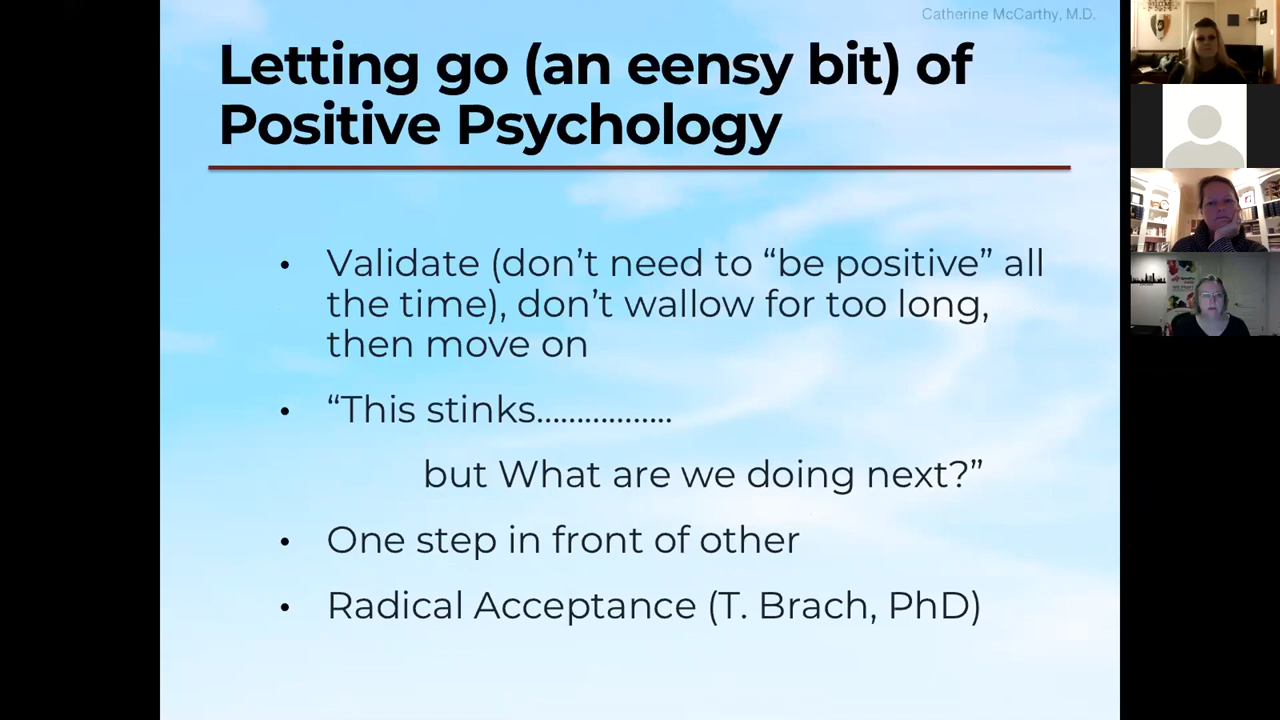 Catherine McCarthy, M.D.
Letting go (an eensy bit) of
Positive Psychology
• Validate (don’t need to “be positive” all
the time), don’t wallow for too long,
then move on
• “This stinks.................
but What are we doing next?”
• One step in front of other
• Radical Acceptance (T. Brach, PhD)